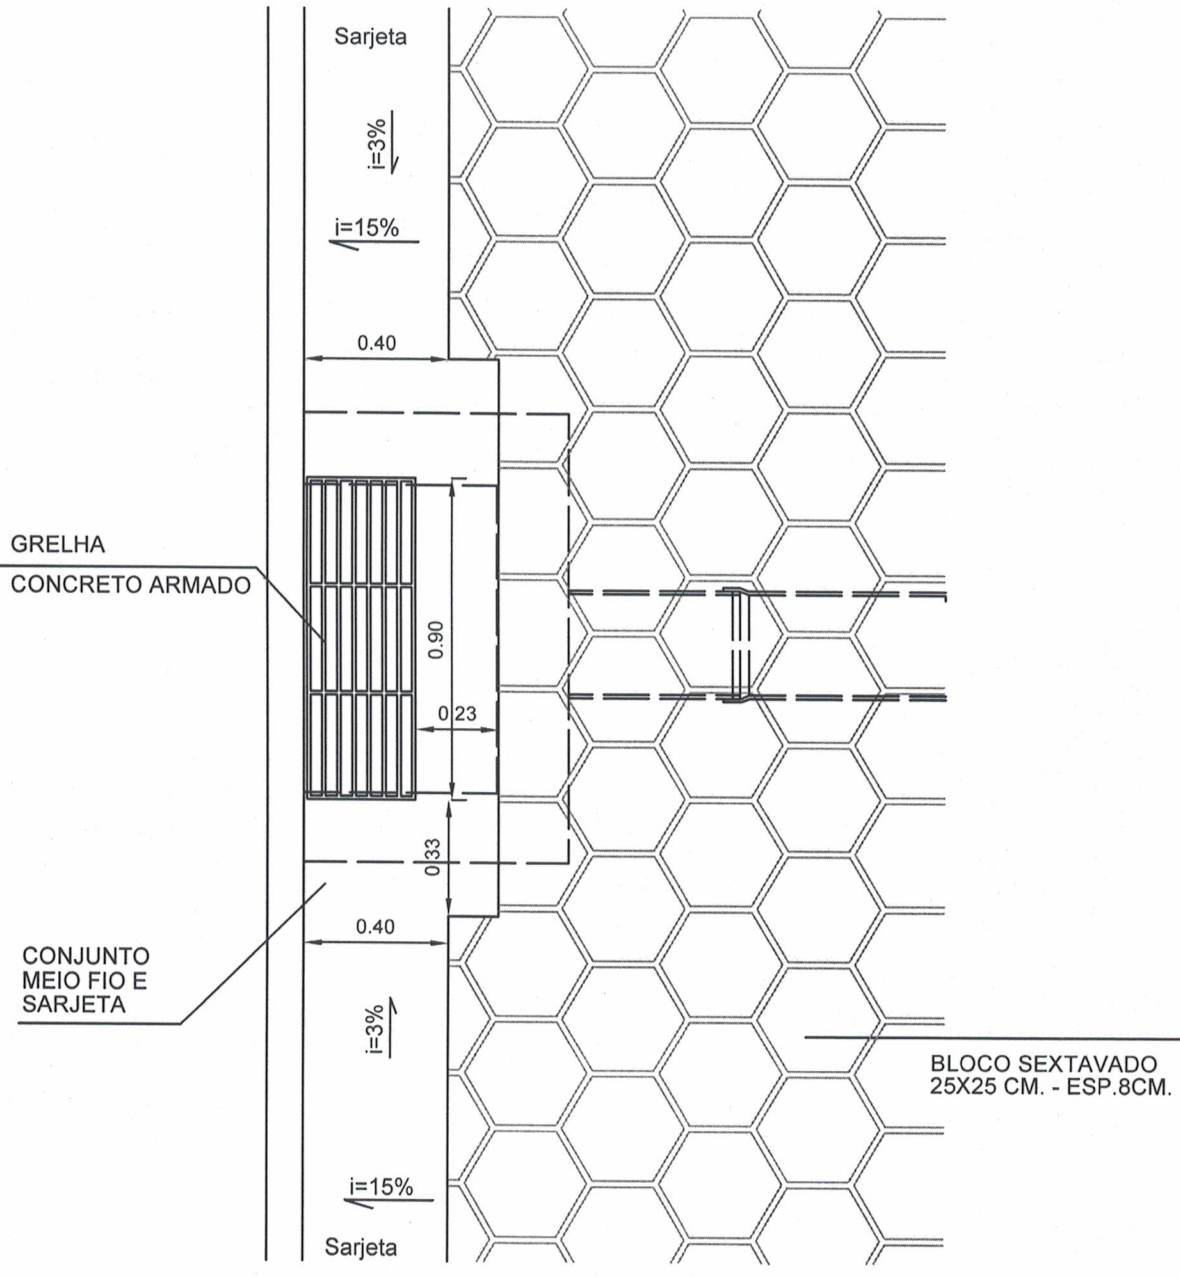 Sarjeta
i=3%
i=15%
0.40
GRELHA
CONCRETO ARMADO
0.90
0.23
0.33
0.40
CONJUNTO
MEIO FIO E
SARJETA
i=3%
BLOCO SEXTAVADO
25X25 CM. - ESP.8CM.
i=15%
Sarjeta